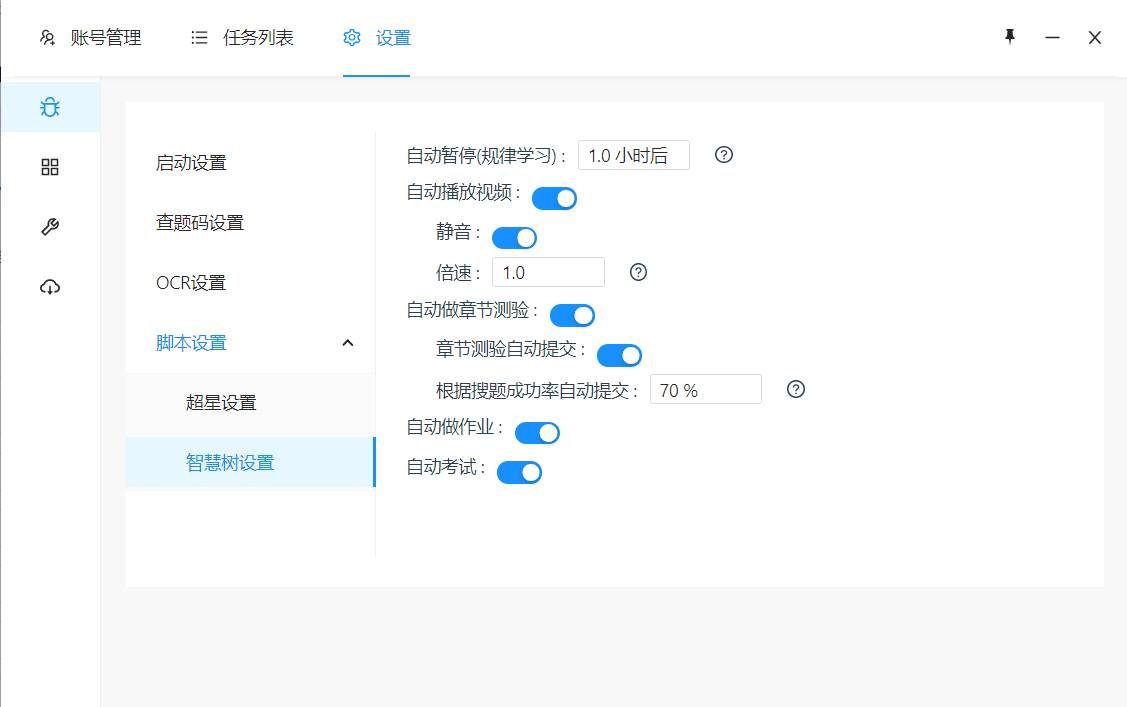 账号管理 任务列表 设置
启动设置
查题码设置
OCR设置
脚本设置
超星设置
智慧树设置
自动暂停(规律学习) : 1.0 小时后
自动播放视频 :
静音 :
倍速 : 1.0
自动做章节测验 :
章节测验自动提交 :
根据搜题成功率自动提交 : 70 %
自动做作业 :
自动考试 :